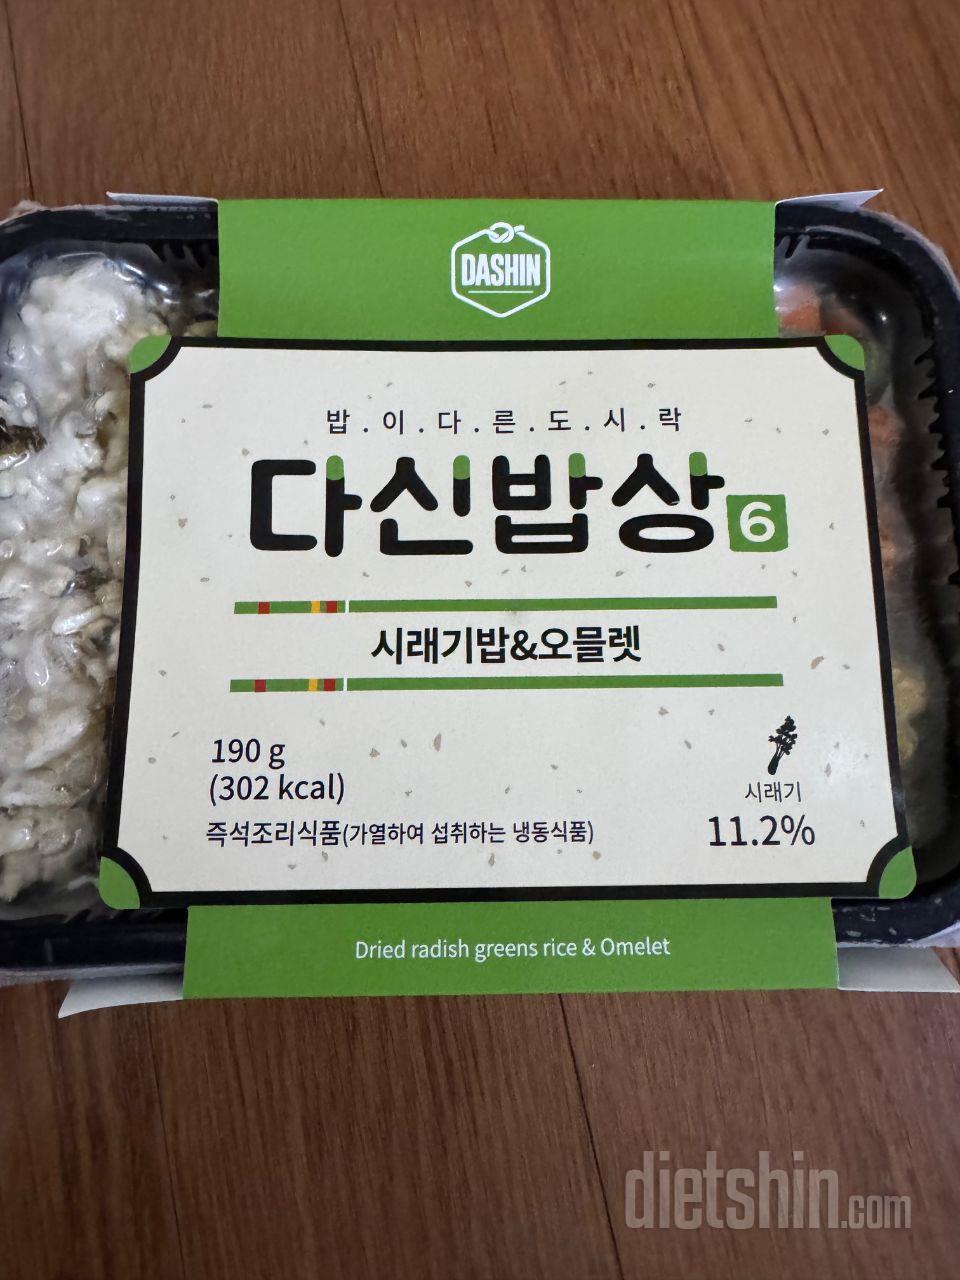 DASHIN
밥.이.다.른.도.시.락
다신밥상 6
시래기밥&오믈렛
190 g
(302 kcal)
즉석조리식품(가열하여 섭취하는 냉동식품)
시래기
11.2%
Dried radish greens rice & Omelet
dietshin.com